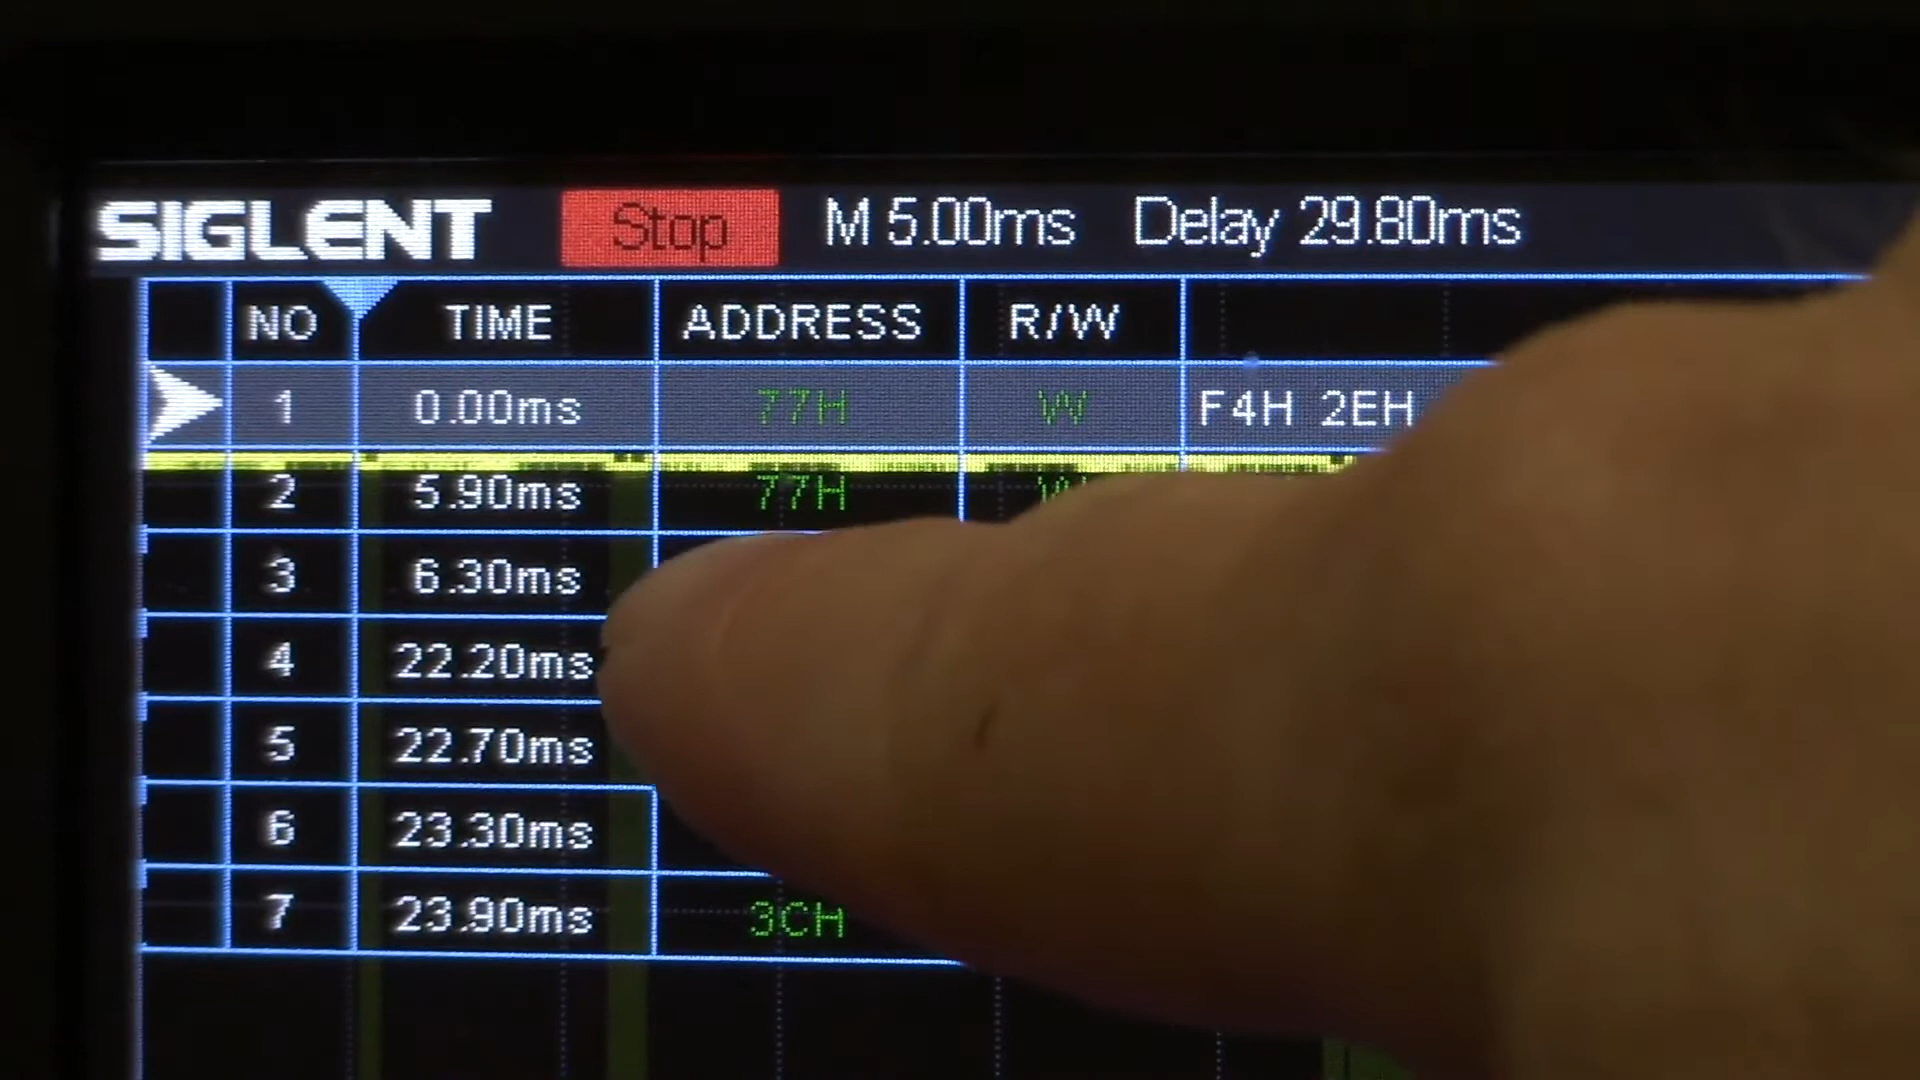 SIGLENT Stop M 5.00ms Delay 29.80ms
NO TIME ADDRESS R/W
1 0.00ms 77H W F4H 2EH
2 5.90ms 77H W
3 6.30ms
4 22.20ms
5 22.70ms
6 23.30ms
7 23.90ms 3CH